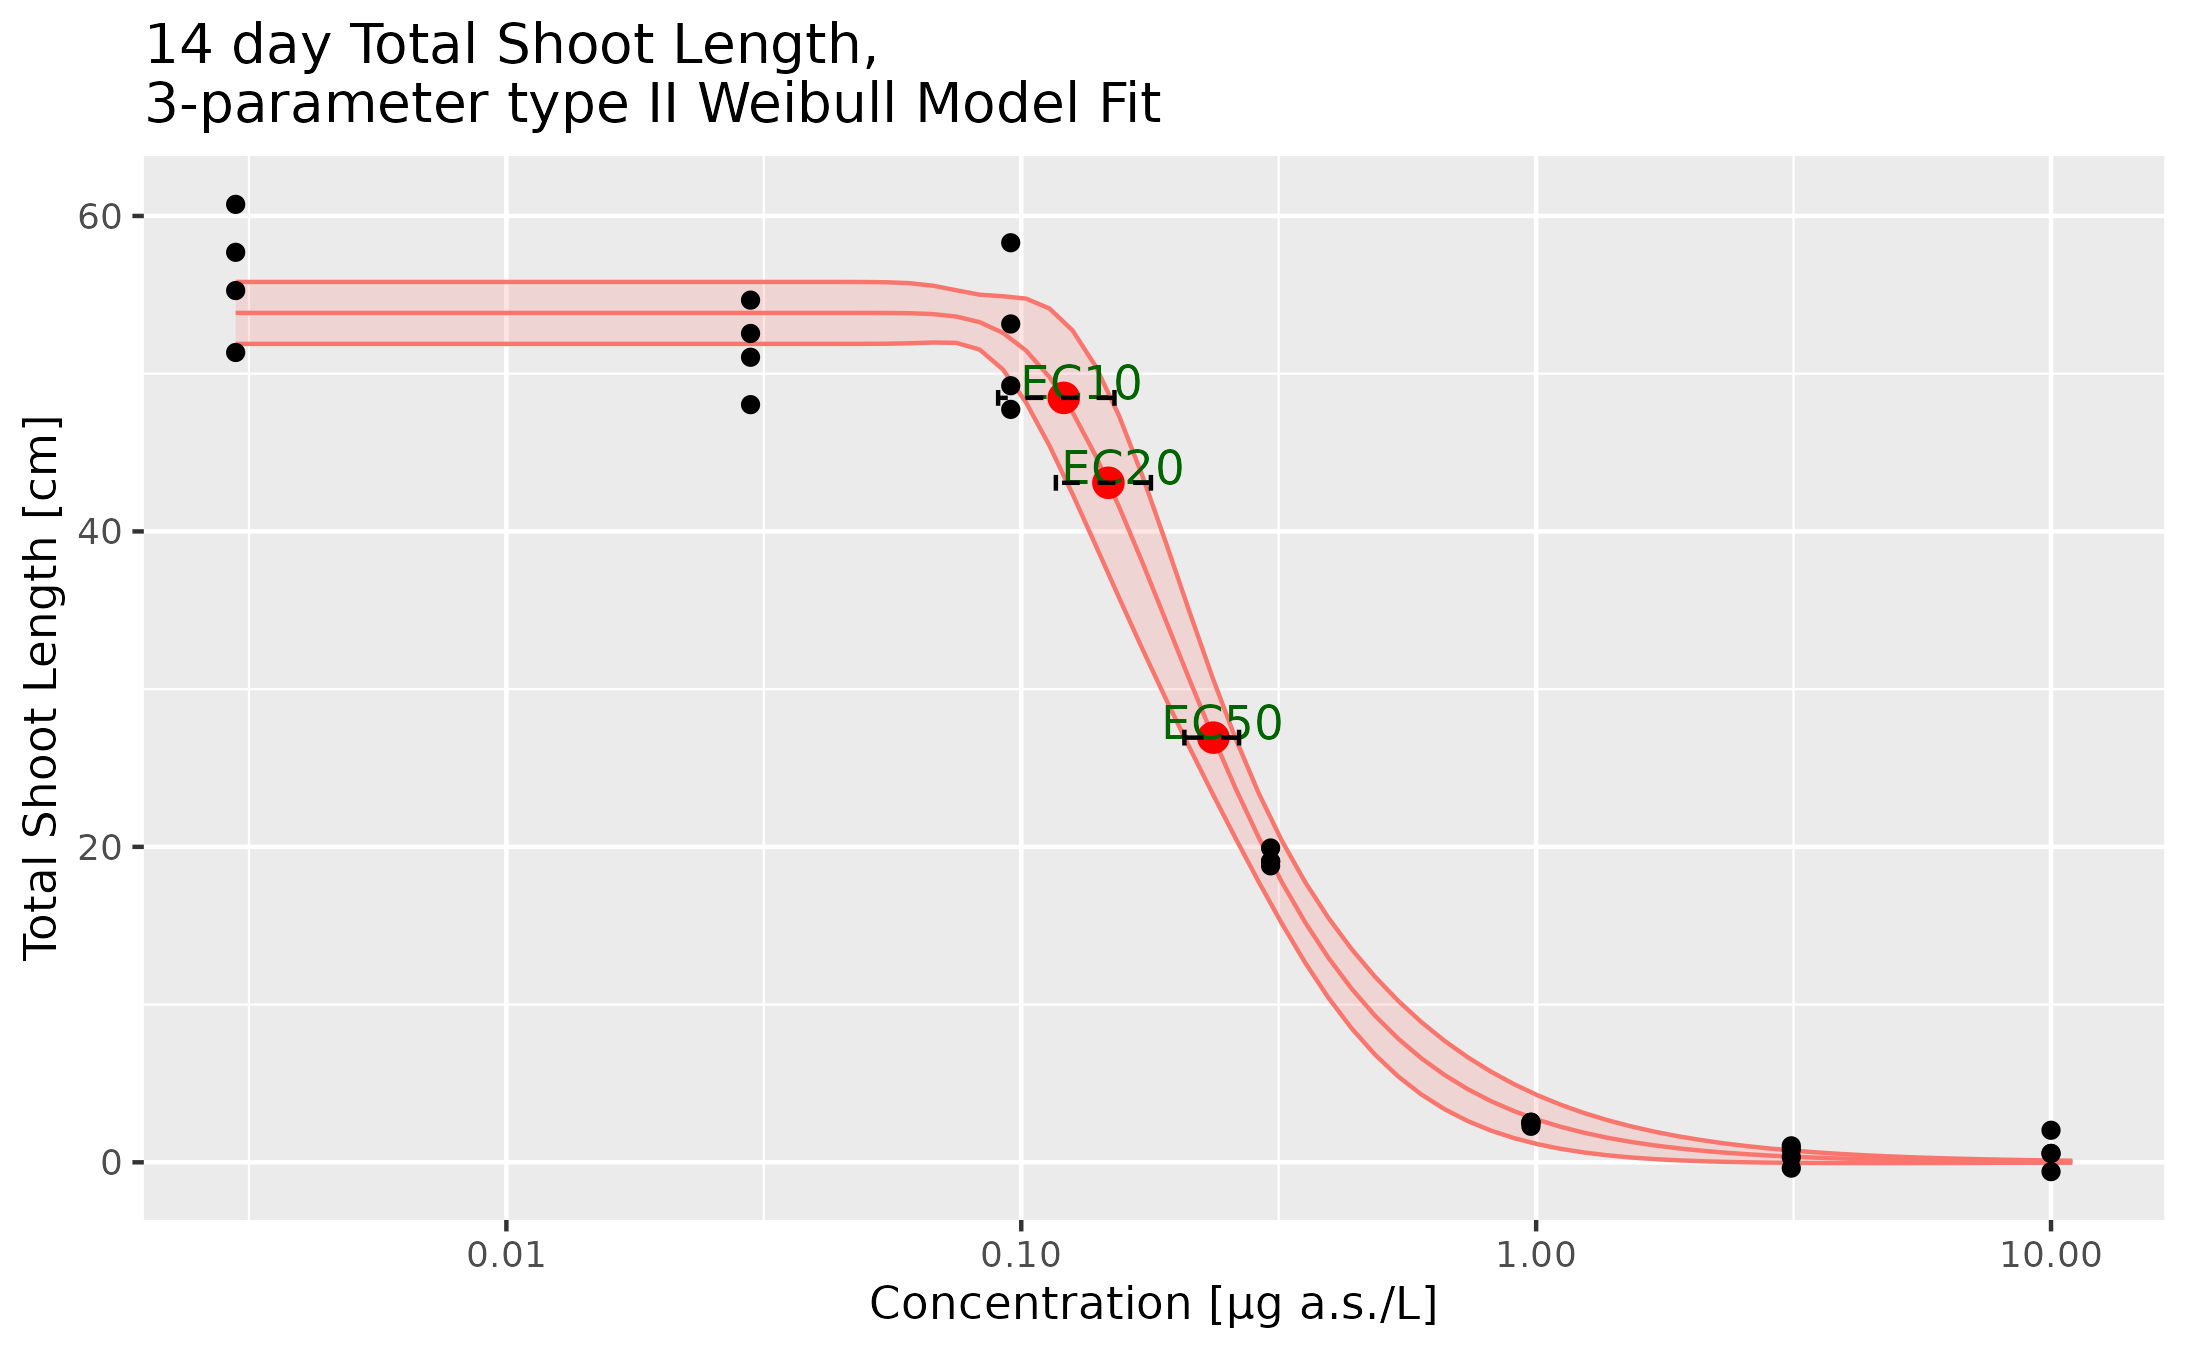 14 day Total Shoot Length,
3-parameter type II Weibull Model Fit
60
40
20
0
Total Shoot Length [cm]
EC10
EC20
EC50
0.01
0.10
1.00
10.00
Concentration [µg a.s./L]